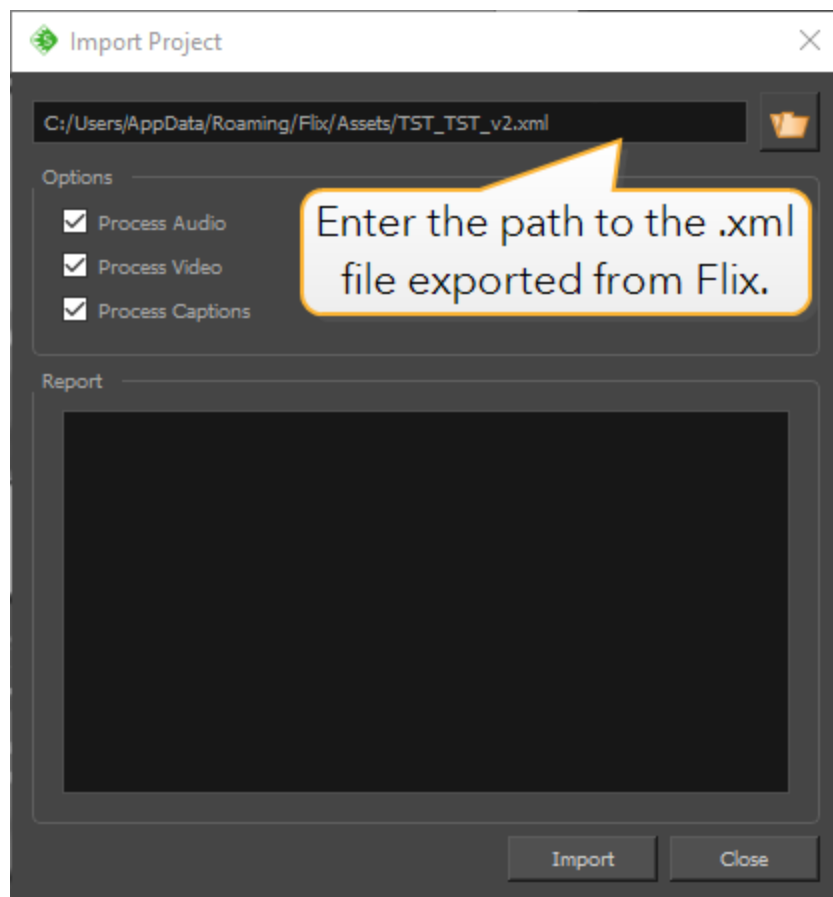 Import Project
C:/Users/AppData/Roaming/Flix/Assets/TST_TST_v2.xml
Options
Process Audio
Process Video
Process Captions
Enter the path to the .xml
file exported from Flix.
Report
Import
Close